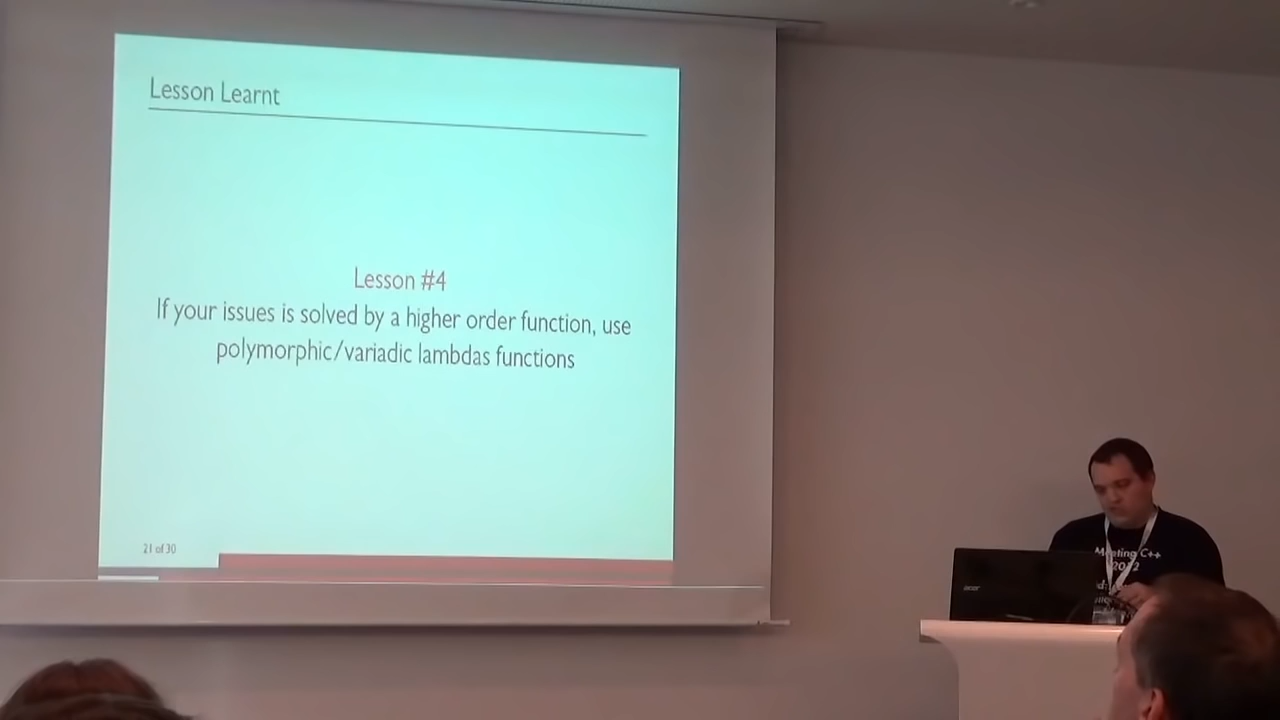 Lesson Learnt
Lesson #4
If your issues is solved by a higher order function, use
polymorphic/variadic lambdas functions
21 of 30
acer
Meeting C++
2012